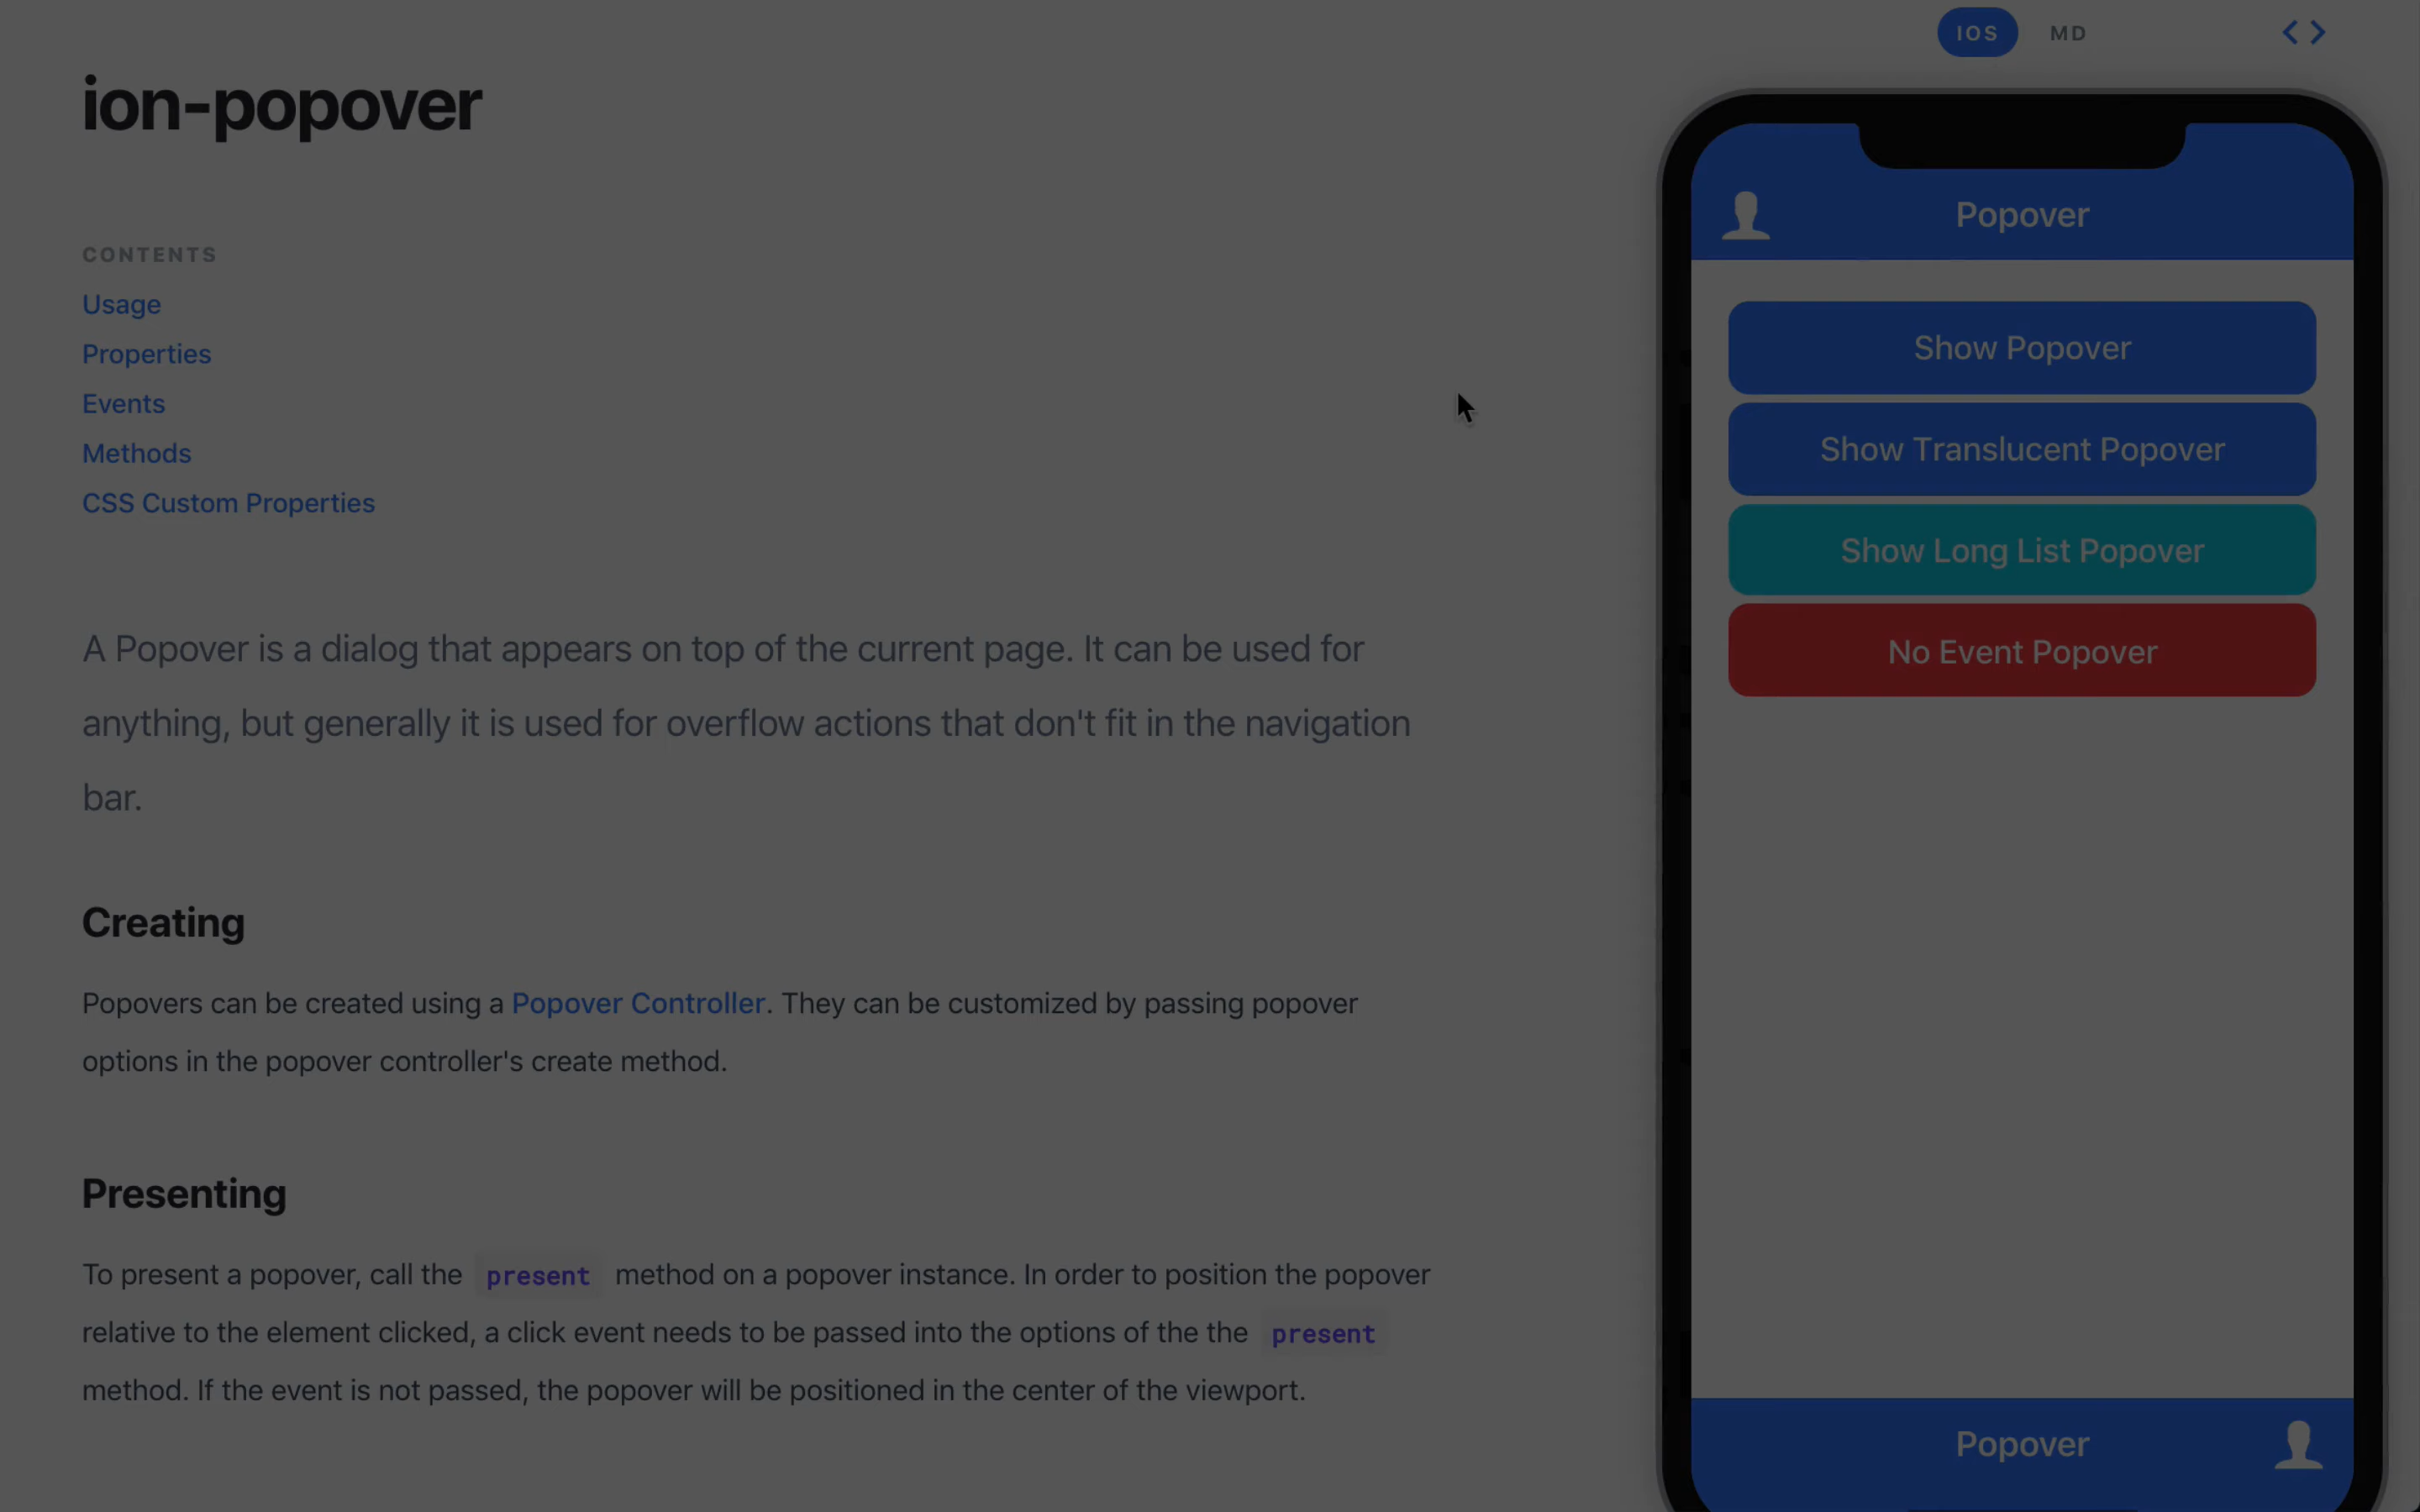 ion-popover
CONTENTS
Usage
Properties
Events
Methods
CSS Custom Properties
A Popover is a dialog that appears on top of the current page. It can be used for
anything, but generally it is used for overflow actions that don't fit in the navigation
bar.
Creating
Popovers can be created using a Popover Controller. They can be customized by passing popover
options in the popover controller's create method.
Presenting
To present a popover, call the present method on a popover instance. In order to position the popover
relative to the element clicked, a click event needs to be passed into the options of the the present
method. If the event is not passed, the popover will be positioned in the center of the viewport.
IOS MD
Popover
Show Popover
Show Translucent Popover
Show Long List Popover
No Event Popover
Popover